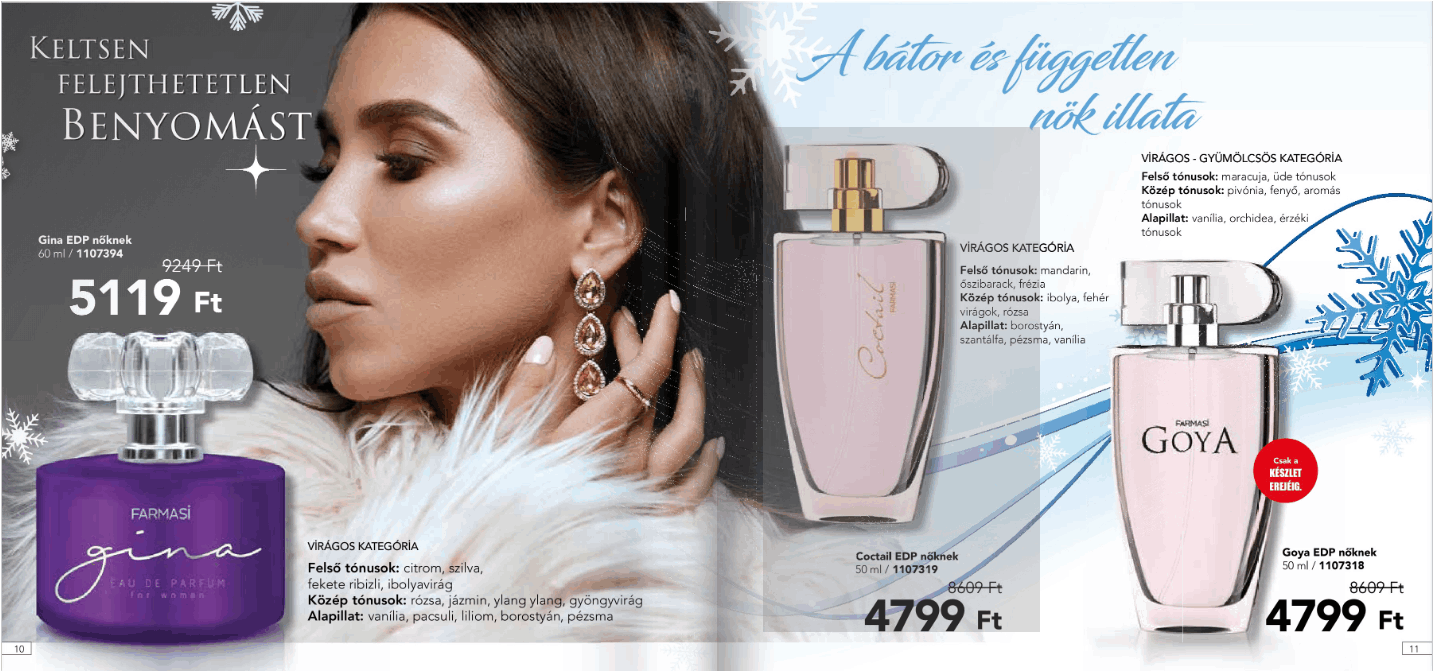 KELTSEN
FELEJTHETETLEN
BENYOMÁST
Gina EDP nőknek
60 ml / 1107394
9249 Ft
5119 Ft
FARMASİ
gina
EAU DE PARFUM
for woman
VİRÁGOS KATEGÓRİA
Felső tónusok: citrom, szilva,
fekete ribizli, ibolyavirág
Közép tónusok: rózsa, jázmin, ylang ylang, gyöngyvirág
Alapillat: vanília, pacsuli, liliom, borostyán, pézsma
10
A bátor és független
nők illata
Coctail
FARMASİ
VİRÁGOS KATEGÓRİA
Felső tónusok: mandarin,
őszibarack, frézia
Közép tónusok: ibolya, fehér
virágok, rózsa
Alapillat: borostyán,
szantálfa, pézsma, vanília
Coctail EDP nőknek
50 ml / 1107319
8609 Ft
4799 Ft
VİRÁGOS - GYÜMÖLCSÖS KATEGÓRİA
Felső tónusok: maracuja, üde tónusok
Közép tónusok: pivónia, fenyő, aromás
tónusok
Alapillat: vanília, orchidea, érzéki
tónusok
FARMASİ
GOYA
Csak a
KÉSZLET
EREJÉIG.
Goya EDP nőknek
50 ml / 1107318
8609 Ft
4799 Ft
11